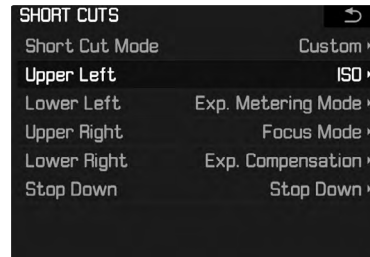 SHORT CUTS
Short Cut Mode Custom
Upper Left ISO
Lower Left Exp. Metering Mode
Upper Right Focus Mode
Lower Right Exp. Compensation
Stop Down Stop Down